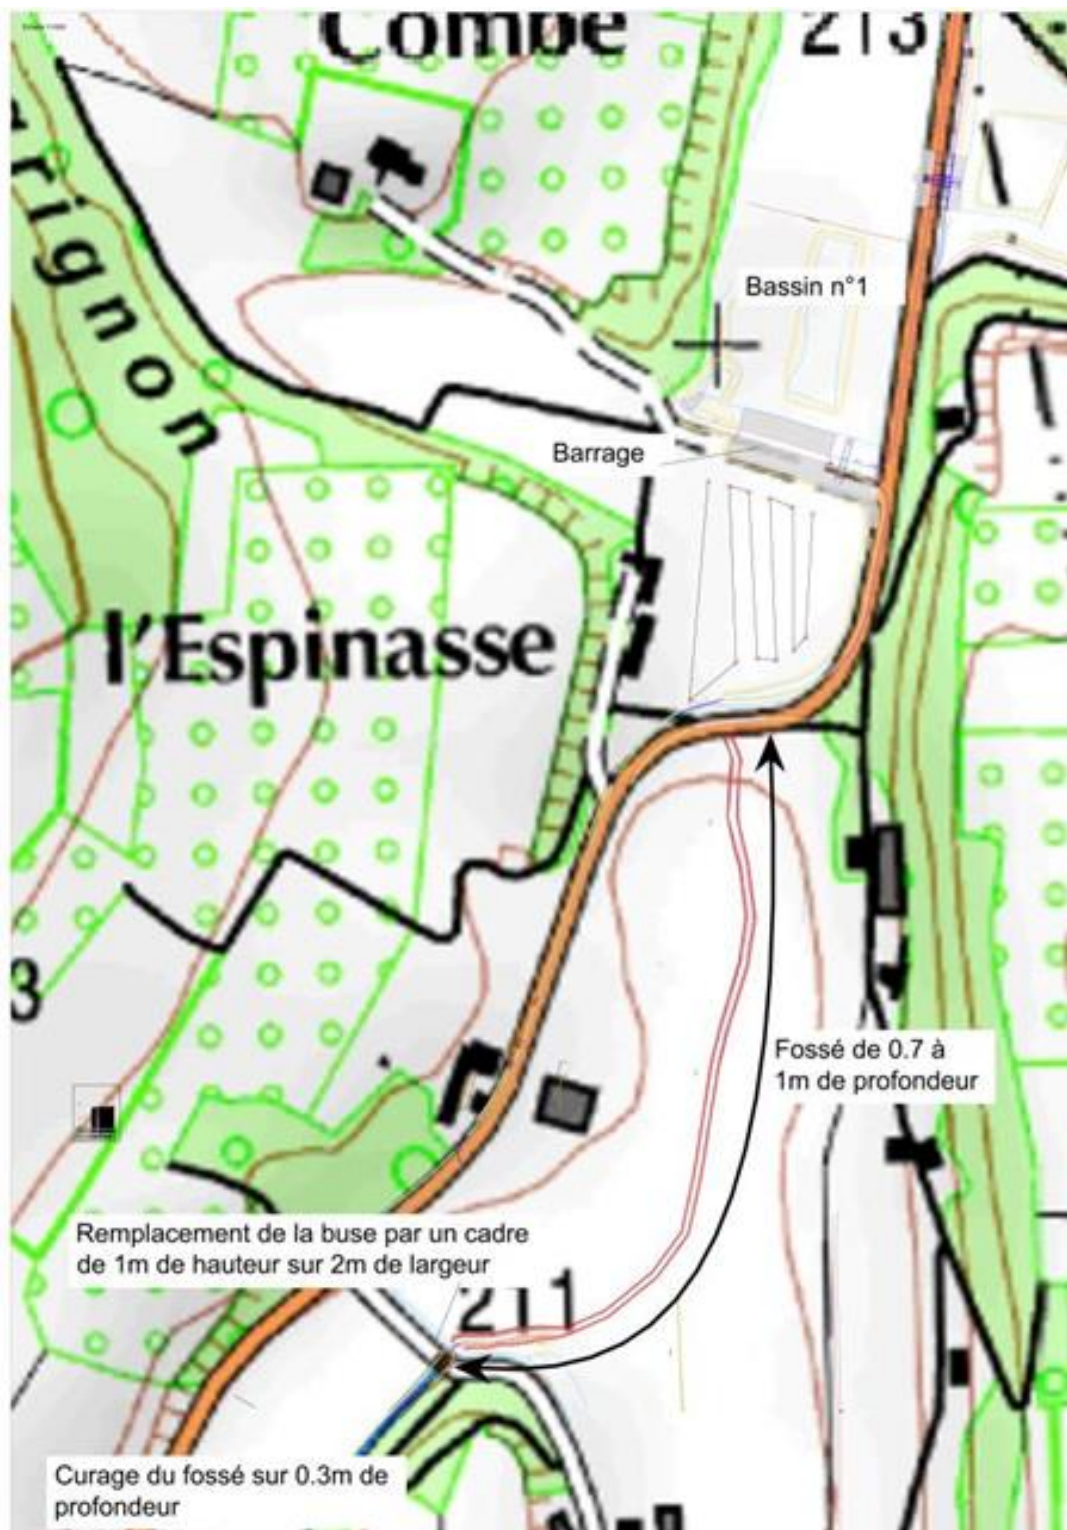 Combe
213
rignon
Bassin n°1
Barrage
l'Espinasse
3
Fossé de 0.7 à
1m de profondeur
Remplacement de la buse par un cadre
de 1m de hauteur sur 2m de largeur
211
Curage du fossé sur 0.3m de
profondeur